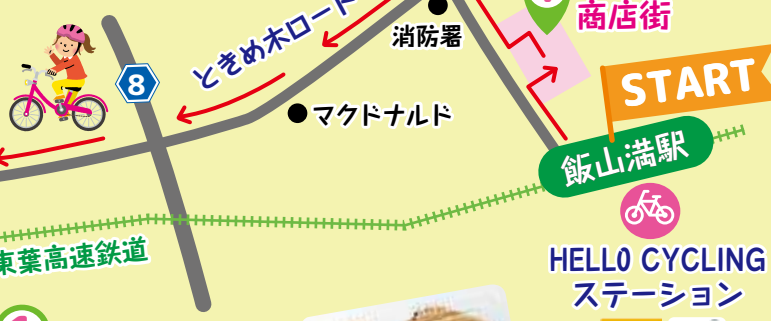 商店街
消防署
ときめ木ロード
START
8
マクドナルド
飯山満駅
東葉高速鉄道
HELLO CYCLING
ステーション